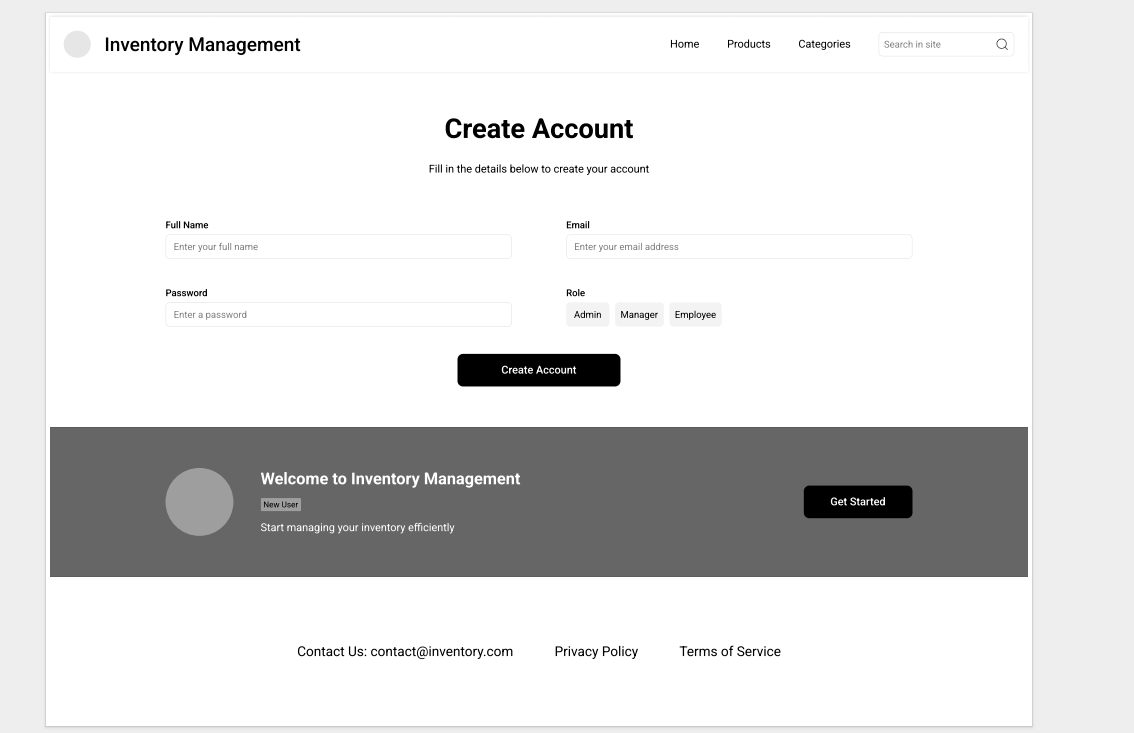 Inventory Management
Home
Products
Categories
Search in site
Create Account
Fill in the details below to create your account
Full Name
Email
Enter your full name
Enter your email address
Password
Role
Enter a password
Admin
Manager
Employee
Create Account
Welcome to Inventory Management
New User
Start managing your inventory efficiently
Get Started
Contact Us: contact@inventory.com
Privacy Policy
Terms of Service